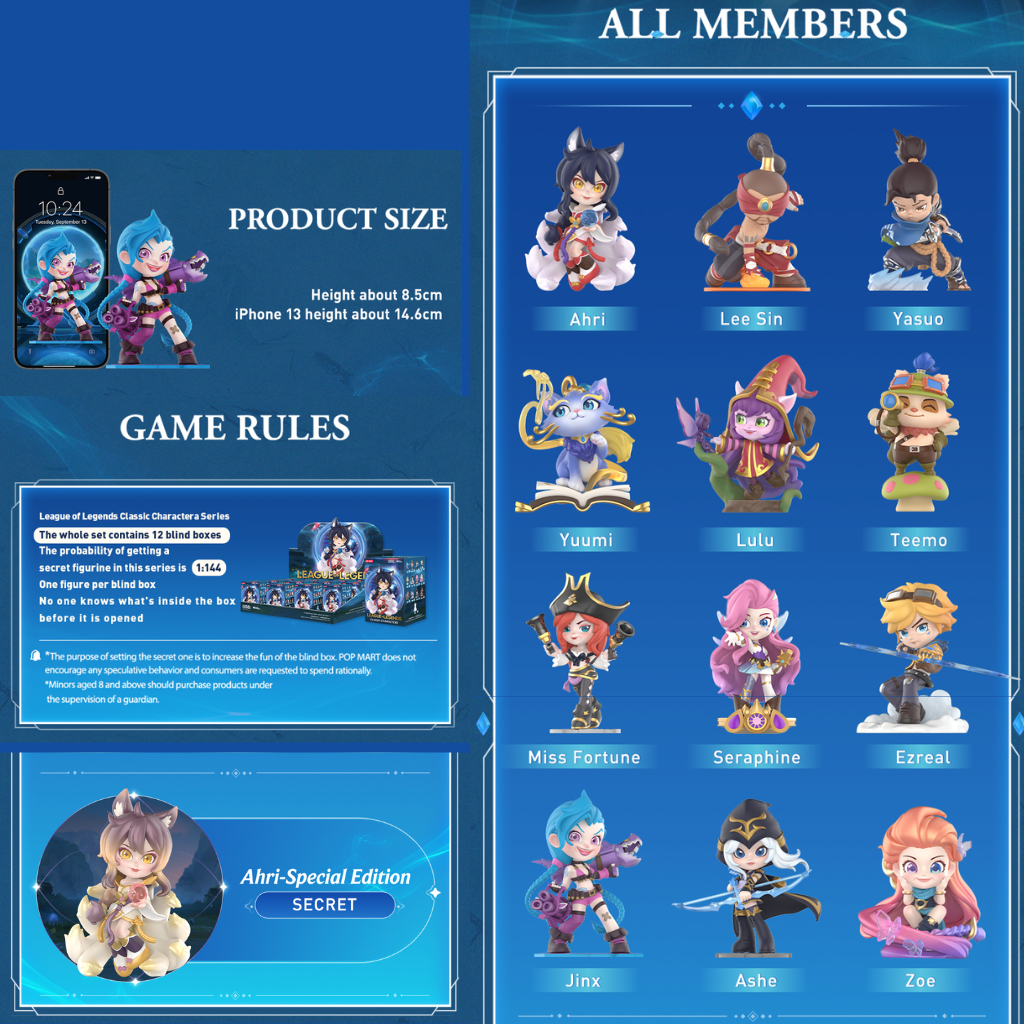 10:24
Tuesday, September 13
PRODUCT SIZE
Height about 8.5cm
iPhone 13 height about 14.6cm
GAME RULES
League of Legends Classic Charactera Series
The whole set contains 12 blind boxes
The probability of getting a
secret figurine in this series is 1:144
One figure per blind box
No one knows what's inside the box
before it is opened
*The purpose of setting the secret one is to increase the fun of the blind box. POP MART does not
encourage any speculative behavior and consumers are requested to spend rationally.
*Minors aged 8 and above should purchase products under
the supervision of a guardian.
Ahri-Special Edition
SECRET
ALL MEMBERS
Ahri
Lee Sin
Yasuo
Yuumi
Lulu
Teemo
Miss Fortune
Seraphine
Ezreal
Jinx
Ashe
Zoe